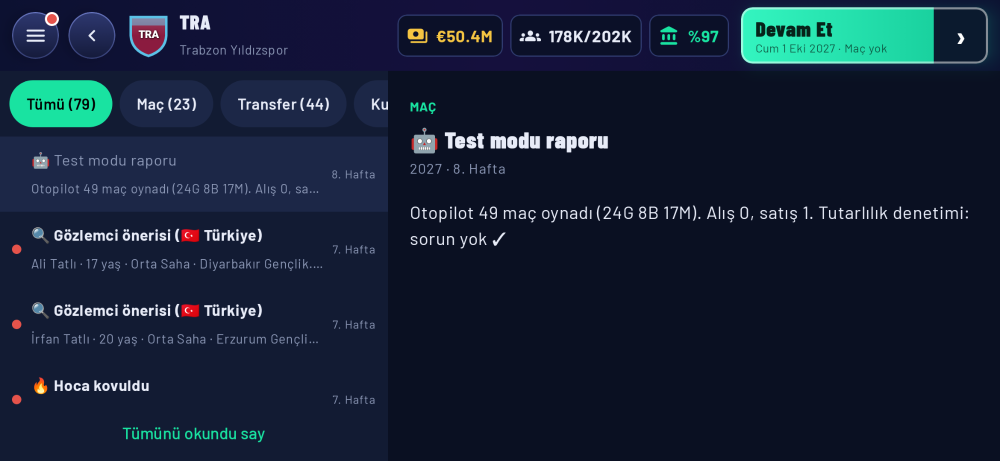 TRA
TRA
Trabzon Yıldızspor
€50.4M
178K/202K
%97
Devam Et
Cum 1 Eki 2027 · Maç yok
Tümü (79)
Maç (23)
Transfer (44)
Ku
Test modu raporu
Otopilot 49 maç oynadı (24G 8B 17M). Alış 0, sa...
8. Hafta
Gözlemci önerisi (🇹🇷 Türkiye)
Ali Tatlı · 17 yaş · Orta Saha · Diyarbakır Gençlik....
7. Hafta
Gözlemci önerisi (🇹🇷 Türkiye)
İrfan Tatlı · 20 yaş · Orta Saha · Erzurum Gençli...
7. Hafta
Hoca kovuldu
7. Hafta
Tümünü okundu say
MAÇ
Test modu raporu
2027 · 8. Hafta
Otopilot 49 maç oynadı (24G 8B 17M). Alış 0, satış 1. Tutarlılık denetimi:
sorun yok ✓